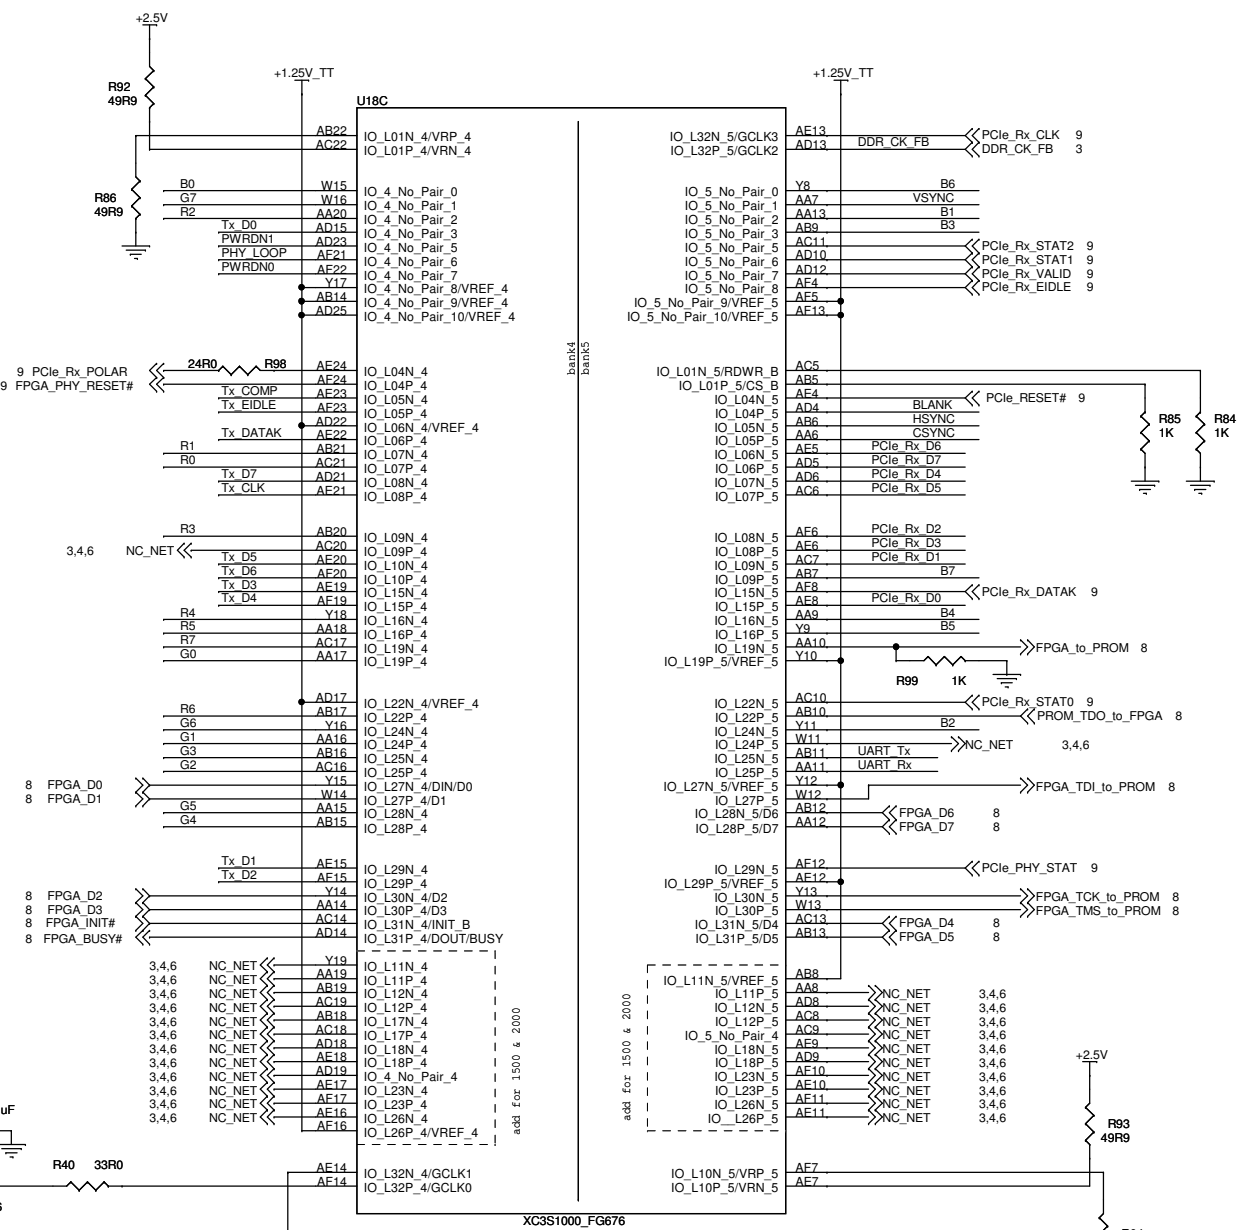 +2.5V
+1.25V_TT +1.25V_TT
R92
49R9
U18C
AB22 IO_L01N_4/VRP_4 IO_L32N_5/GCLK3 AE13 PCIe_Rx_CLK 9
AC22 IO_L01P_4/VRN_4 IO_L32P_5/GCLK2 AD13 DDR_CK_FB DDR_CK_FB 3
R86
49R9
B0 W15 IO_4_No_Pair_0 IO_5_No_Pair_0 Y8 B6
G7 W16 IO_4_No_Pair_1 IO_5_No_Pair_1 AA7 VSYNC
R2 AA20 IO_4_No_Pair_2 IO_5_No_Pair_2 AA13 B1
Tx_D0 AD15 IO_4_No_Pair_3 IO_5_No_Pair_3 AB9 B3
PWRDN1 AD23 IO_4_No_Pair_5 IO_5_No_Pair_5 AC11 PCIe_Rx_STAT2 9
PHY_LOOP AF21 IO_4_No_Pair_6 IO_5_No_Pair_6 AD10 PCIe_Rx_STAT1 9
PWRDN0 AF22 IO_4_No_Pair_7 IO_5_No_Pair_7 AD12 PCIe_Rx_VALID 9
Y17 IO_4_No_Pair_8/VREF_4 IO_5_No_Pair_8 AF4 PCIe_Rx_EIDLE 9
AB14 IO_4_No_Pair_9/VREF_4 IO_5_No_Pair_9/VREF_5 AF5
AD25 IO_4_No_Pair_10/VREF_4 IO_5_No_Pair_10/VREF_5 AF13
bank4
bank5
9 PCIe_Rx_POLAR 24R0 R98 AE24 IO_L04N_4 IO_L01N_5/RDWR_B AC5
9 FPGA_PHY_RESET# AF24 IO_L04P_4 IO_L01P_5/CS_B AB5
Tx_COMP AE23 IO_L05N_4 IO_L04N_5 AE4 PCIe_RESET# 9
Tx_EIDLE AF23 IO_L05P_4 IO_L04P_5 AD4 BLANK
AD22 IO_L06N_4/VREF_4 IO_L05N_5 AB6 HSYNC
Tx_DATAK AE22 IO_L06P_4 IO_L05P_5 AA6 CSYNC
R85
1K
R84
1K
R1 AB21 IO_L07N_4 IO_L06N_5 AE5 PCIe_Rx_D6
R0 AC21 IO_L07P_4 IO_L06P_5 AD5 PCIe_Rx_D7
Tx_D7 AD21 IO_L08N_4 IO_L07N_5 AD6 PCIe_Rx_D4
Tx_CLK AE21 IO_L08P_4 IO_L07P_5 AC6 PCIe_Rx_D5
R3 AB20 IO_L09N_4 IO_L08N_5 AF6 PCIe_Rx_D2
3,4,6 NC_NET AC20 IO_L09P_4 IO_L08P_5 AE6 PCIe_Rx_D3
Tx_D5 AE20 IO_L10N_4 IO_L09N_5 AC7 PCIe_Rx_D1
Tx_D6 AF20 IO_L10P_4 IO_L09P_5 AB7 B7
Tx_D3 AE19 IO_L15N_4 IO_L15N_5 AF8 PCIe_Rx_DATAK 9
Tx_D4 AF19 IO_L15P_4 IO_L15P_5 AE8 PCIe_Rx_D0
R4 Y18 IO_L16N_4 IO_L16N_5 AA9 B4
R5 AA18 IO_L16P_4 IO_L16P_5 Y9 B5
R7 AC17 IO_L19N_4 IO_L19N_5 AA10 FPGA_to_PROM 8
G0 AA17 IO_L19P_4 IO_L19P_5/VREF_5 Y10
R99 1K
AD17 IO_L22N_4/VREF_4 IO_L22N_5 AC10 PCIe_Rx_STAT0 9
R6 AB17 IO_L22P_4 IO_L22P_5 AB10 PROM_TDO_to_FPGA 8
G6 Y16 IO_L24N_4 IO_L24N_5 Y11 B2
G1 AA16 IO_L24P_4 IO_L24P_5 W11 NC_NET 3,4,6
G3 AB16 IO_L25N_4 IO_L25N_5 AB11 UART_Tx
G2 AC16 IO_L25P_4 IO_L25P_5 AA11 UART_Rx
8 FPGA_D0 Y15 IO_L27N_4/DIN/D0 IO_L27N_5/VREF_5 Y12 FPGA_TDI_to_PROM 8
8 FPGA_D1 W14 IO_L27P_4/D1 IO_L27P_5 W12
G5 AA15 IO_L28N_4 IO_L28N_5/D6 AB12 FPGA_D6 8
G4 AB15 IO_L28P_4 IO_L28P_5/D7 AA12 FPGA_D7 8
Tx_D1 AE15 IO_L29N_4 IO_L29N_5 AF12 PCIe_PHY_STAT 9
Tx_D2 AF15 IO_L29P_4 IO_L29P_5/VREF_5 AE12
8 FPGA_D2 Y14 IO_L30N_4/D2 IO_L30N_5 Y13 FPGA_TCK_to_PROM 8
8 FPGA_D3 AA14 IO_L30P_4/D3 IO_L30P_5 W13 FPGA_TMS_to_PROM 8
8 FPGA_INIT# AC14 IO_L31N_4/INIT_B IO_L31N_5/D4 AC13 FPGA_D4 8
8 FPGA_BUSY# AD14 IO_L31P_4/DOUT/BUSY IO_L31P_5/D5 AB13 FPGA_D5 8
3,4,6 NC_NET Y19 IO_L11N_4
3,4,6 NC_NET AA19 IO_L11P_4 IO_L11N_5/VREF_5 AB8
3,4,6 NC_NET AB19 IO_L12N_4 IO_L11P_5 AA8 NC_NET 3,4,6
3,4,6 NC_NET AC19 IO_L12P_4 IO_L12N_5 AD8 NC_NET 3,4,6
3,4,6 NC_NET AB18 IO_L17N_4 IO_L12P_5 AC8 NC_NET 3,4,6
3,4,6 NC_NET AC18 IO_L17P_4 IO_5_No_Pair_4 AC9 NC_NET 3,4,6
3,4,6 NC_NET AD18 IO_L18N_4 IO_L18N_5 AE9 NC_NET 3,4,6
3,4,6 NC_NET AE18 IO_L18P_4 IO_L18P_5 AD9 NC_NET 3,4,6
3,4,6 NC_NET AD19 IO_4_No_Pair_4 IO_L23N_5 AF10 NC_NET 3,4,6
3,4,6 NC_NET AE17 IO_L23N_4 IO_L23P_5 AE10 NC_NET 3,4,6
3,4,6 NC_NET AF17 IO_L23P_4 IO_L26N_5 AF11 NC_NET 3,4,6
3,4,6 NC_NET AE16 IO_L26N_4 IO__L26P_5 AE11 NC_NET 3,4,6
AF16 IO_L26P_4/VREF_4
add for 1500 & 2000
add for 1500 & 2000
+2.5V
uF
R93
49R9
R40 33R0
AE14 IO_L32N_4/GCLK1 IO_L10N_5/VRP_5 AF7
AF14 IO_L32P_4/GCLK0 IO_L10P_5/VRN_5 AE7
XC3S1000_FG676